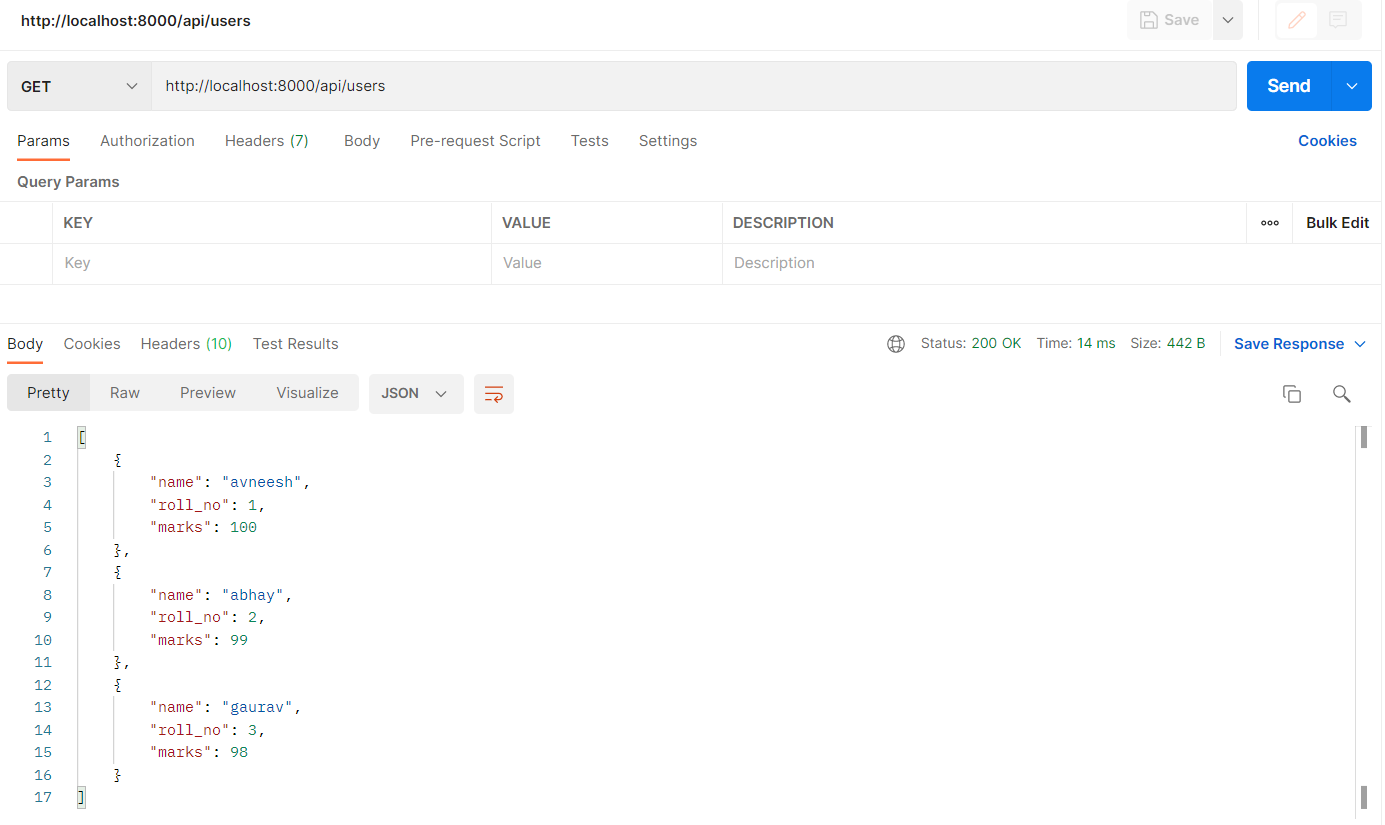 http://localhost:8000/api/users Save
GET http://localhost:8000/api/users Send
Params Authorization Headers (7) Body Pre-request Script Tests Settings Cookies
Query Params
KEY VALUE DESCRIPTION Bulk Edit
Key Value Description
Body Cookies Headers (10) Test Results Status: 200 OK Time: 14 ms Size: 442 B Save Response
Pretty Raw Preview Visualize JSON
1 [
2 {
3 "name": "avneesh",
4 "roll_no": 1,
5 "marks": 100
6 },
7 {
8 "name": "abhay",
9 "roll_no": 2,
10 "marks": 99
11 },
12 {
13 "name": "gaurav",
14 "roll_no": 3,
15 "marks": 98
16 }
17 ]